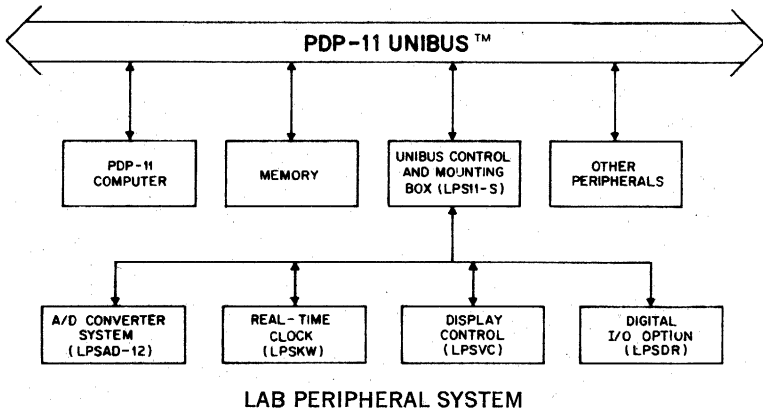 PDP-11 UNIBUS™
PDP-11
COMPUTER
MEMORY
UNIBUS CONTROL
AND MOUNTING
BOX (LPS11-S)
OTHER
PERIPHERALS
A/D CONVERTER
SYSTEM
(LPSAD-12)
REAL-TIME
CLOCK
(LPSKW)
DISPLAY
CONTROL
(LPSVC)
DIGITAL
I/O OPTION
(LPSDR)
LAB PERIPHERAL SYSTEM